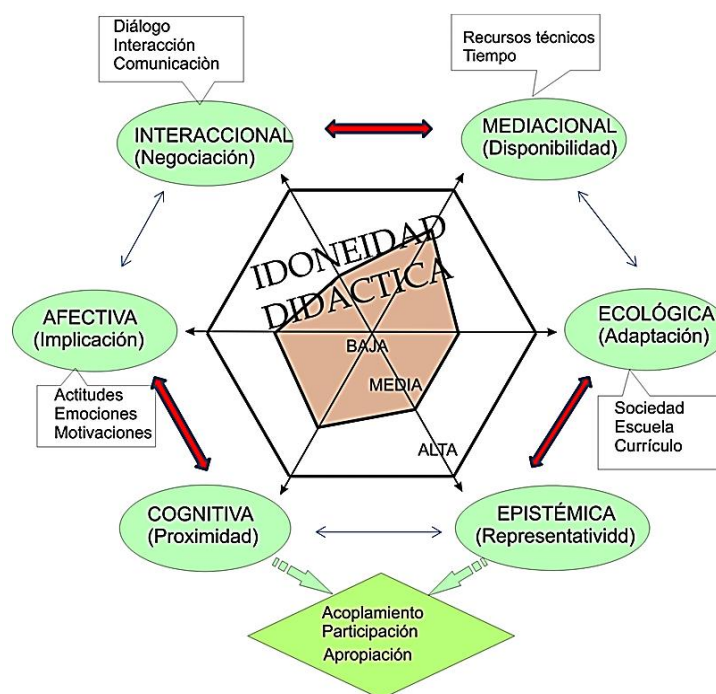 Diálogo
Interacción
Comunicaciòn
Recursos técnicos
Tiempo
INTERACCIONAL
(Negociación)
MEDIACIONAL
(Disponibilidad)
IDONEIDAD
DIDACTICA
AFECTIVA
(Implicación)
BAJA
MEDIA
ALTA
ECOLÓGICA
(Adaptación)
Actitudes
Emociones
Motivaciones
Sociedad
Escuela
Currículo
COGNITIVA
(Proximidad)
EPISTÉMICA
(Representatividd)
Acoplamiento
Participación
Apropiación